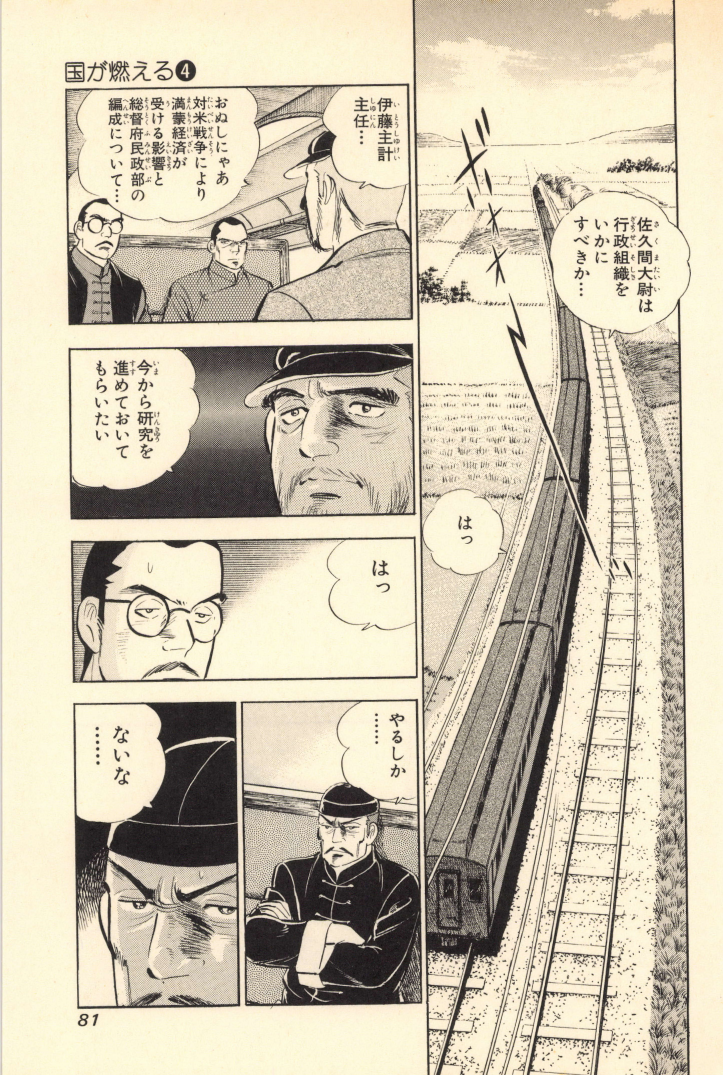 国が燃える❹
ガタタタ
佐久間大尉は
行政組織を
いかに
すべきか…
はっ
伊藤主計
主任…
おぬしにゃあ
対米戦争により
満蒙経済が
受ける影響と
総督府民政部の
編成について…
今から研究を
進めておいて
もらいたい
はっ
やるしか
……
ないな
……
81